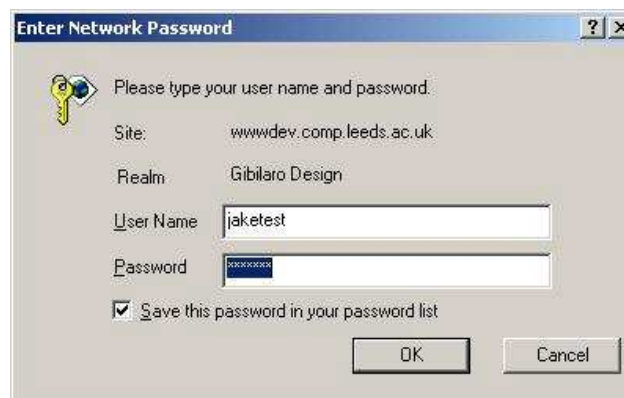 Enter Network Password ? X
Please type your user name and password.
Site: wwwdev.comp.leeds.ac.uk
Realm Gibilaro Design
User Name jaketest
Password xxxxxxx
Save this password in your password list
OK Cancel